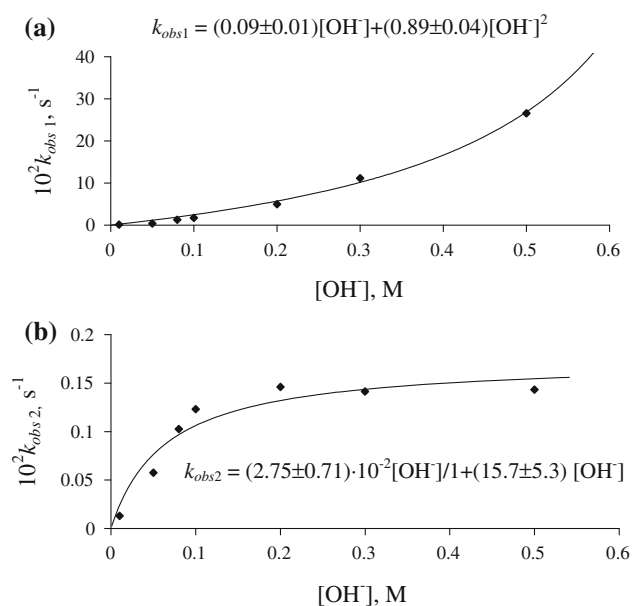 (a)
k_obs1 = (0.09±0.01)[OH⁻]+(0.89±0.04)[OH⁻]²
10²k_obs 1, s⁻¹
40
30
20
10
0
0 0.1 0.2 0.3 0.4 0.5 0.6
[OH⁻], M
(b)
10²k_obs 2, s⁻¹
0.2
0.15
0.1
0.05
0
k_obs2 = (2.75±0.71)·10⁻²[OH⁻]/1+(15.7±5.3) [OH⁻]
0 0.1 0.2 0.3 0.4 0.5 0.6
[OH⁻], M